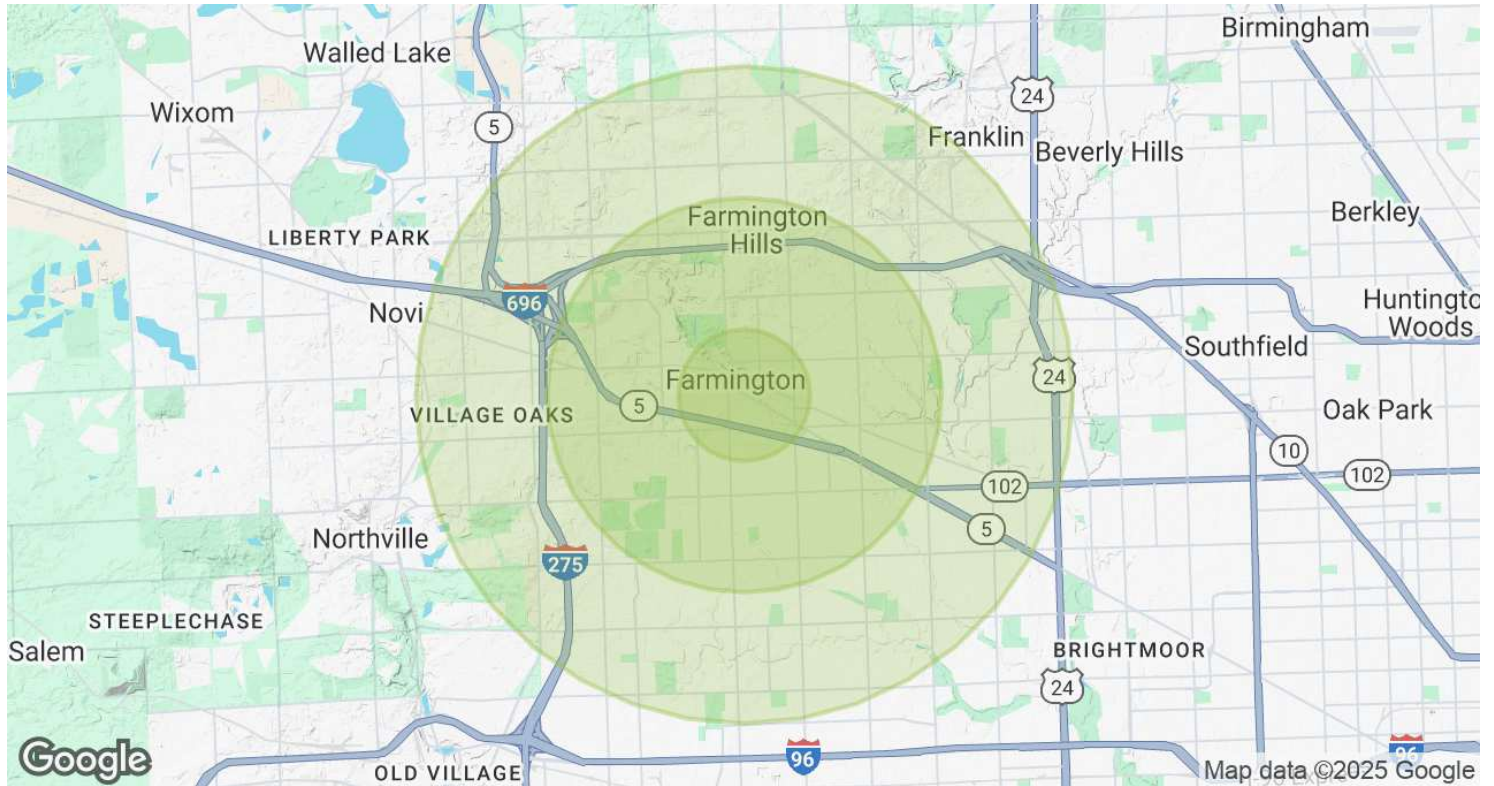 Birmingham
Walled Lake
24
Wixom
5
Franklin
Beverly Hills
Berkley
Farmington
Hills
LIBERTY PARK
696
Novi
Huntingto
Woods
Southfield
Farmington
24
5
VILLAGE OAKS
Oak Park
10
102
102
5
Northville
275
STEEPLECHASE
Salem
BRIGHTMOOR
24
Google
OLD VILLAGE
96
96
Map data ©2025 Google